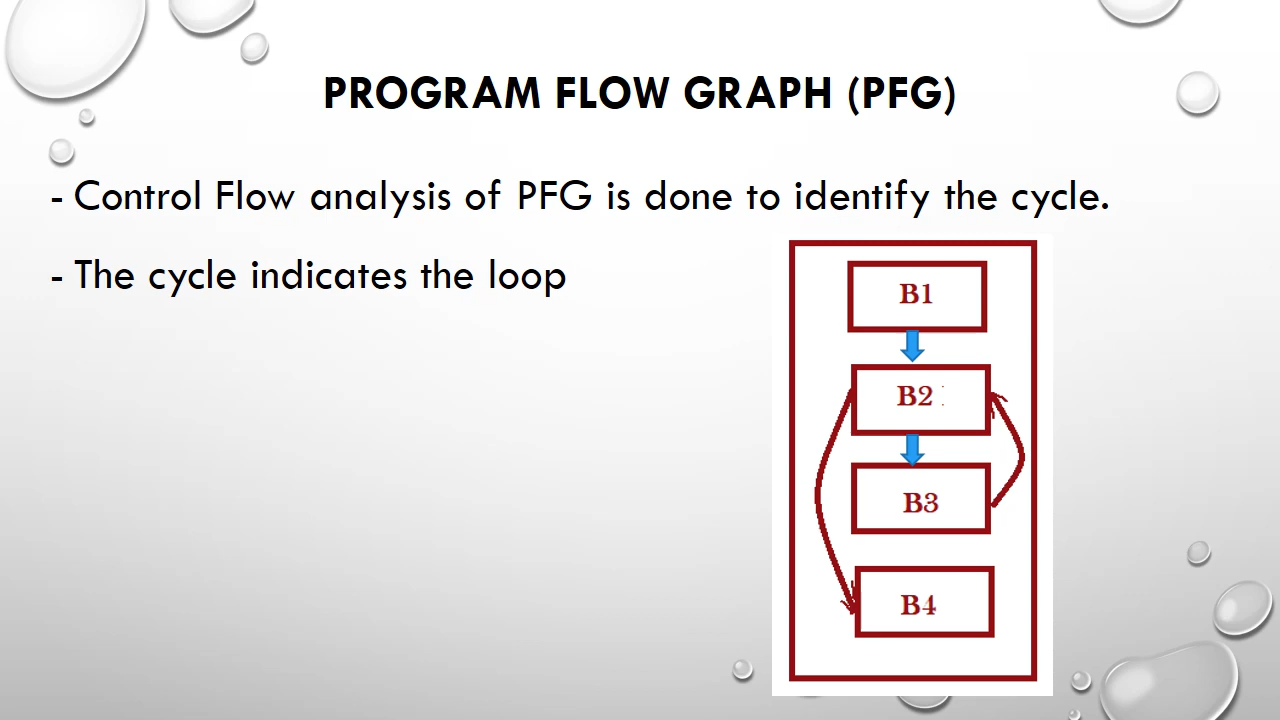 PROGRAM FLOW GRAPH (PFG)
- Control Flow analysis of PFG is done to identify the cycle.
- The cycle indicates the loop
B1
B2
B3
B4